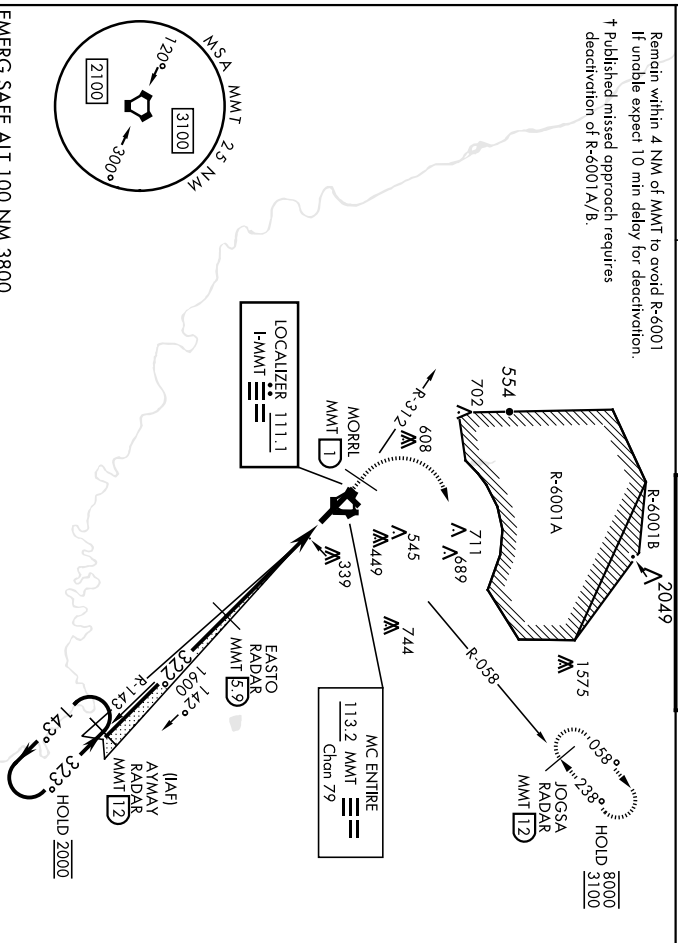 Remain within 4 NM of MMT to avoid R-6001
If unable expect 10 min delay for deactivation.
† Published missed approach requires
deactivation of R-6001A/B.
MSA MMT 25 NM
120°
3100
2100
300°
EMERG SAFE ALT 100 NM 3800
R-6001B
2049
R-6001A
554
702
1575
711
689
608
545
449
339
744
R-312
MORRL
MMT 1
LOCALIZER 111.1
I-MMT
R-058
058°
238°
HOLD 8000
3100
JOGSA
RADAR
MMT 12
MC ENTIRE
113.2 MMT
Chan 79
EASTO
RADAR
MMT 5.9
322°
1600
142°
R-143
(IAF)
AYMAY
RADAR
MMT 12
143°
323°
HOLD 2000